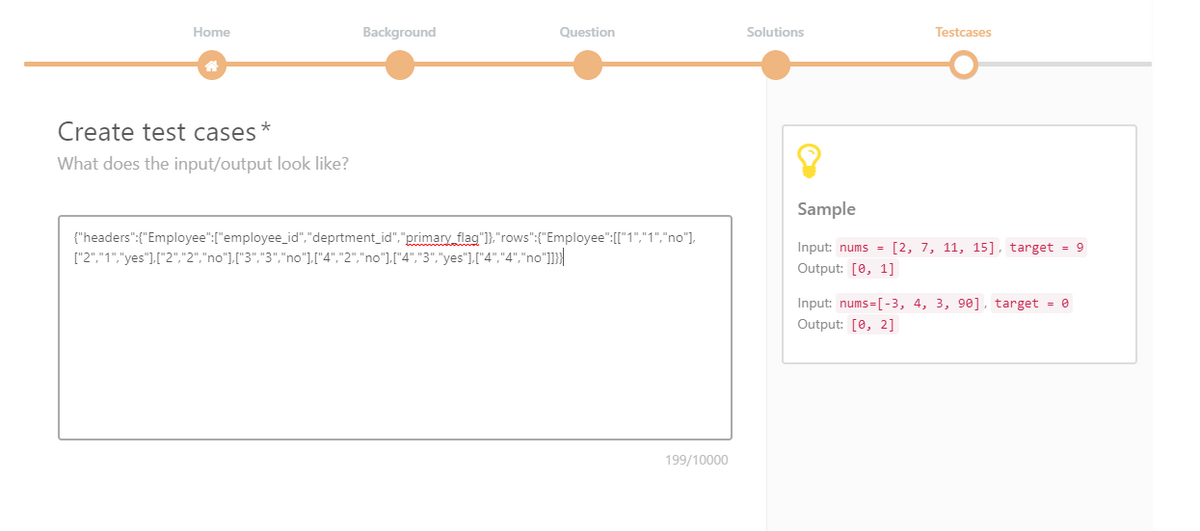 Home
Background
Question
Solutions
Testcases
Create test cases*
What does the input/output look like?
{"headers":{"Employee":["employee_id","deprtment_id","primary_flag"]},"rows":{"Employee":[["1","1","no"],
["2","1","yes"],["2","2","no"],["3","3","no"],["4","2","no"],["4","3","yes"],["4","4","no"]]}}
199/10000
Sample
Input: nums = [2, 7, 11, 15], target = 9
Output: [0, 1]
Input: nums=[-3, 4, 3, 90], target = 0
Output: [0, 2]